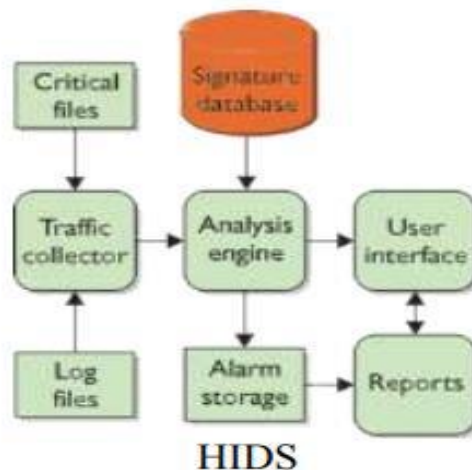 Critical
files
Signature
database
Traffic
collector
Analysis
engine
User
interface
Log
files
Alarm
storage
Reports
HIDS